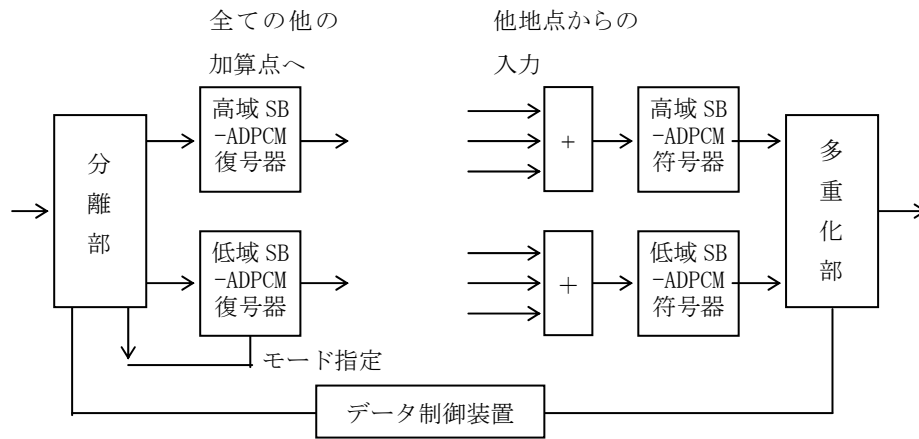 全ての他の
加算点へ
他地点からの
入力
分離部
高域 SB
-ADPCM
復号器
+
高域 SB
-ADPCM
符号器
多重化部
低域 SB
-ADPCM
復号器
+
低域 SB
-ADPCM
符号器
モード指定
データ制御装置